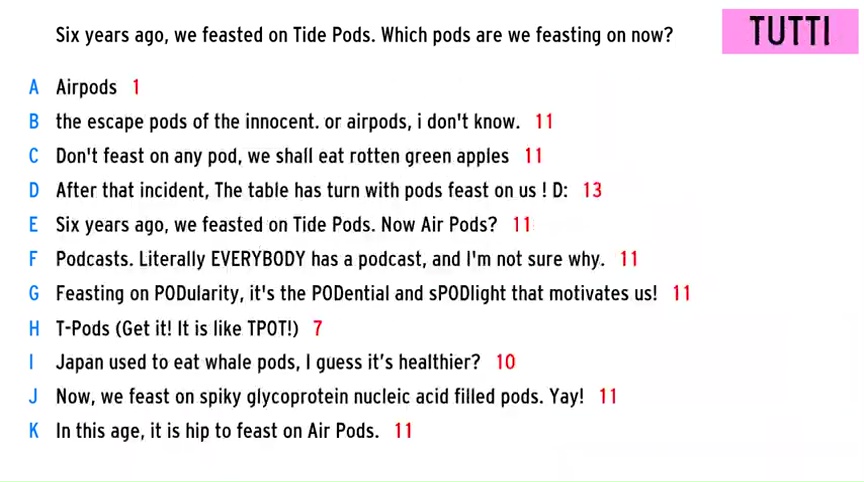 Six years ago, we feasted on Tide Pods. Which pods are we feasting on now?
TUTTI
A Airpods 1
B the escape pods of the innocent. or airpods, i don't know. 11
C Don't feast on any pod, we shall eat rotten green apples 11
D After that incident, The table has turn with pods feast on us ! D: 13
E Six years ago, we feasted on Tide Pods. Now Air Pods? 11
F Podcasts. Literally EVERYBODY has a podcast, and I'm not sure why. 11
G Feasting on PODularity, it's the PODential and sPODlight that motivates us! 11
H T-Pods (Get it! It is like TPOT!) 7
I Japan used to eat whale pods, I guess it’s healthier? 10
J Now, we feast on spiky glycoprotein nucleic acid filled pods. Yay! 11
K In this age, it is hip to feast on Air Pods. 11